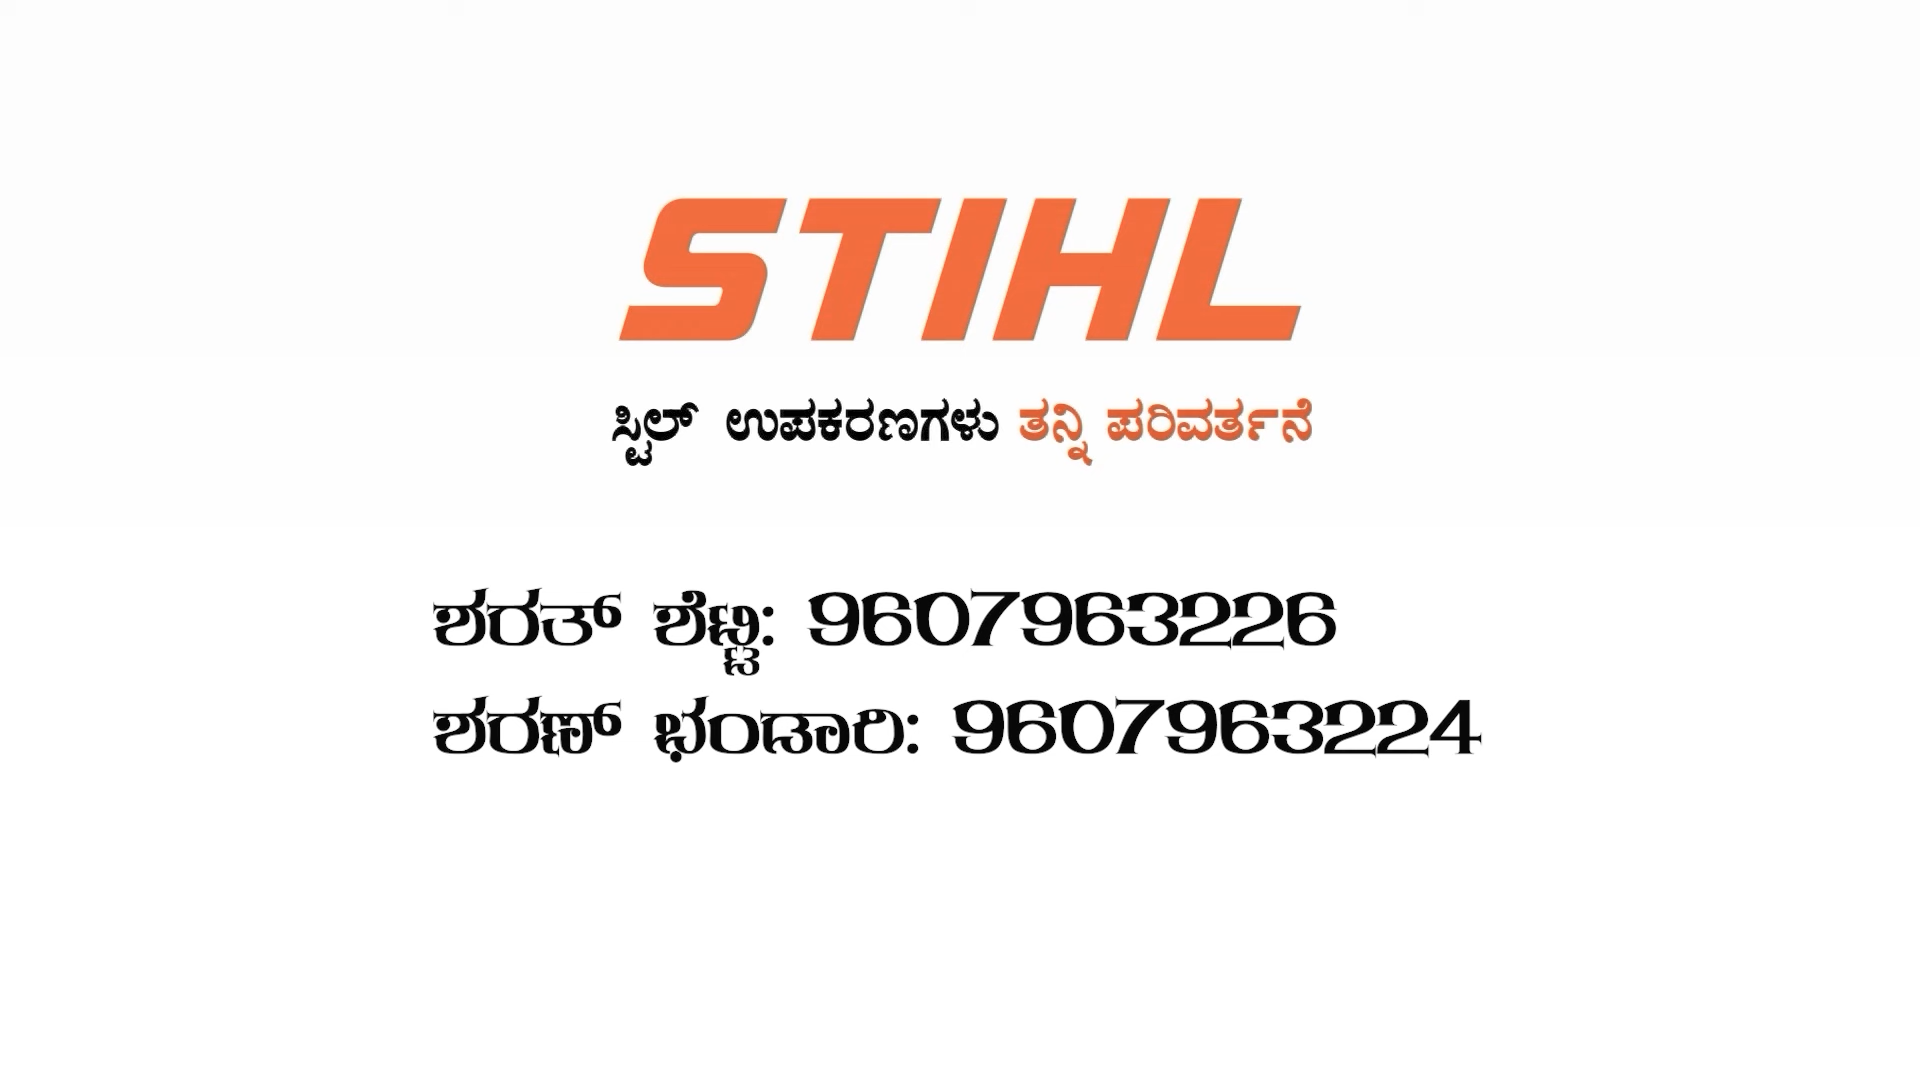 STIHL
ಸ್ಟಿಲ್ ಉಪಕರಣಗಳು ತನ್ನಿ ಪರಿವರ್ತನೆ
ಶರತ್ ಶೆಟ್ಟಿ: 9607963226
ಶರಣ್ ಭಂಡಾರಿ: 9607963224